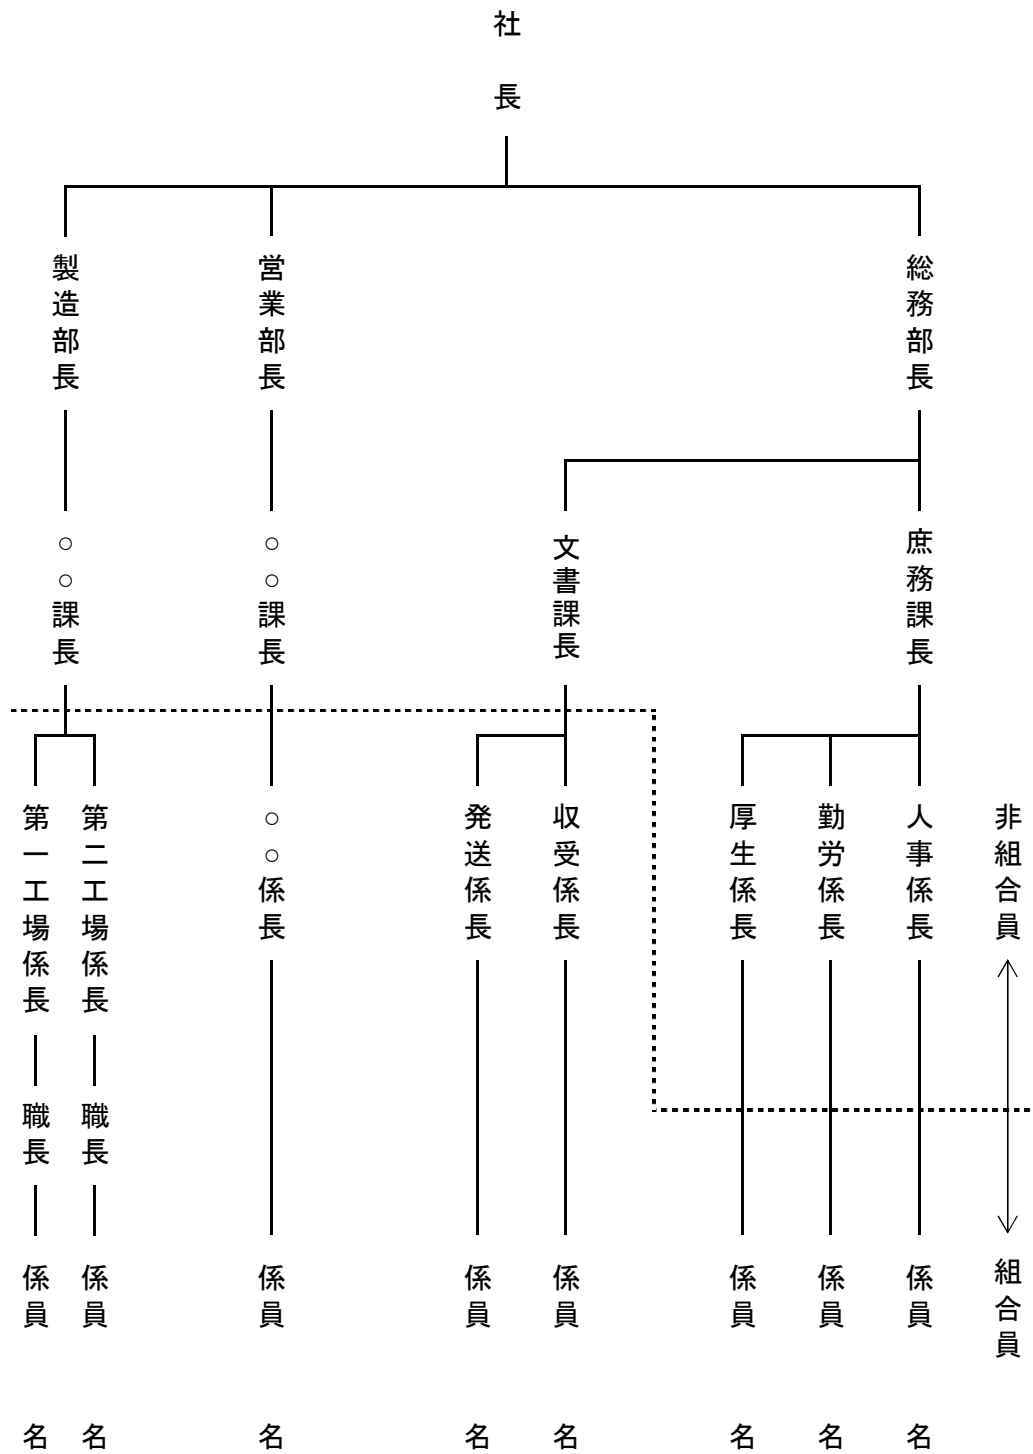 社長
総務部長
営業部長
製造部長
庶務課長
文書課長
○○課長
○○課長
非組合員
人事係長
勤労係長
厚生係長
収受係長
発送係長
○○係長
第二工場係長
第一工場係長
職長
職長
組合員
係員 名
係員 名
係員 名
係員 名
係員 名
係員 名
係員 名
係員 名